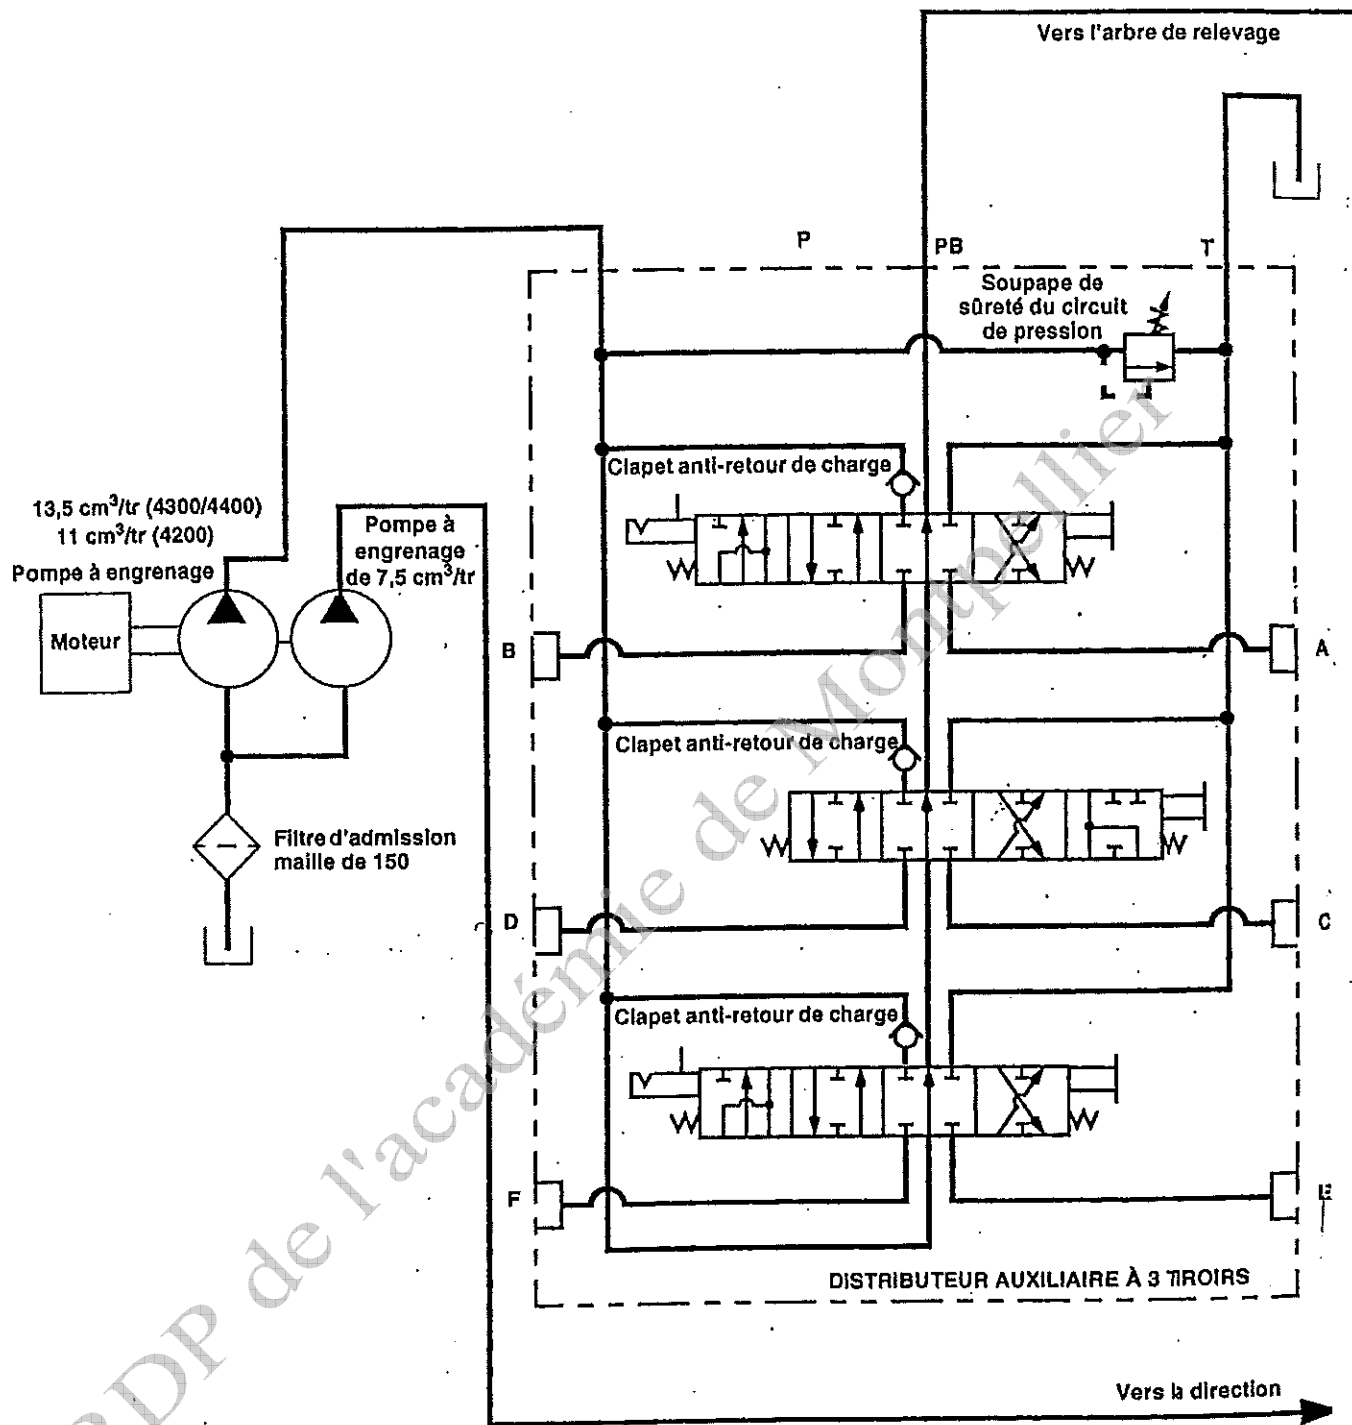 Vers l'arbre de relevage
P
PB
T
Soupape de
sûreté du circuit
de pression
Clapet anti-retour de charge
13,5 cm³/tr (4300/4400)
11 cm³/tr (4200)
Pompe à engrenage
Pompe à
engrenage
de 7,5 cm³/tr
Moteur
B
A
Clapet anti-retour de charge
Filtre d'admission
maille de 150
D
C
Clapet anti-retour de charge
F
E
DISTRIBUTEUR AUXILIAIRE À 3 TIROIRS
Vers la direction
RDP de l'académie de Montpellier